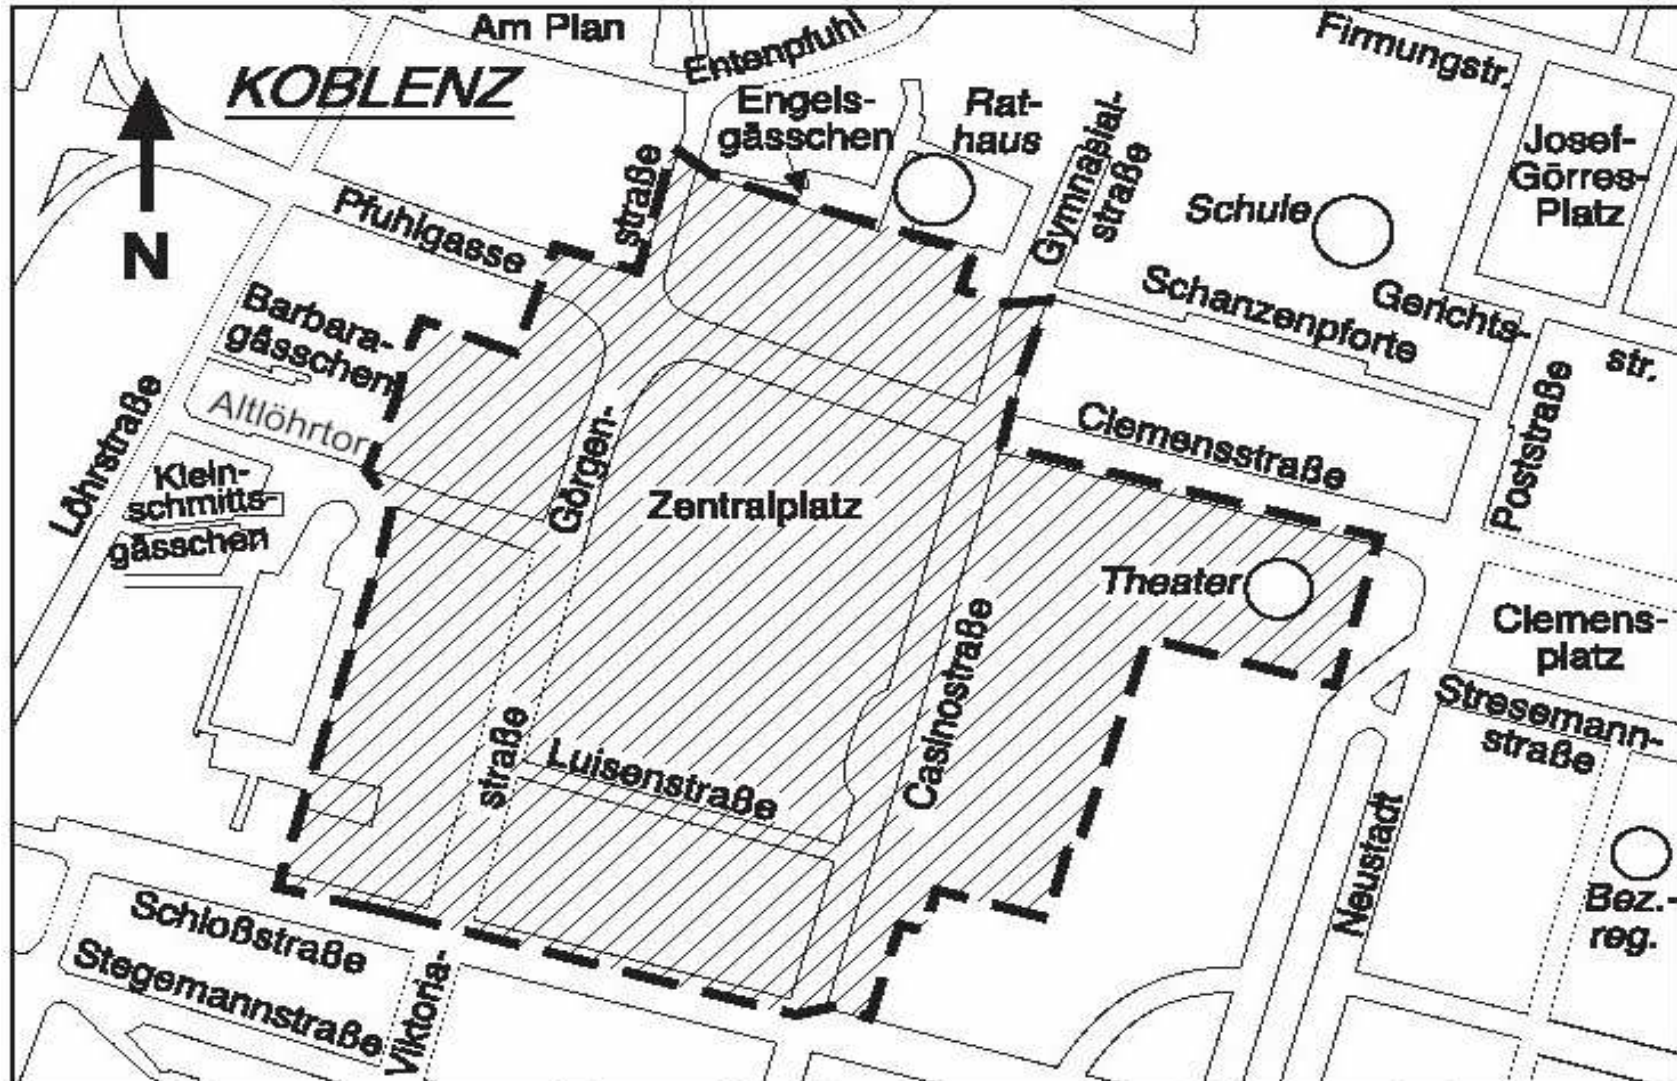 Am Plan
Entenpfuhl
Firmungstr.
KOBLENZ
Engels-
gässchen
Rat-
haus
Gymnasial-
straße
Josef-
Görres-
Platz
Schule
N
Pfuhlgasse
straße
Schanzenpforte
Gerichts-
str.
Barbara-
gässchen
Altlöhrtor
Löhrstraße
Klein-
schmitts-
gässchen
Görgen-
straße
Zentralplatz
Clemensstraße
Poststraße
Theater
Clemens-
platz
Stresemann-
straße
Casinostraße
Luisenstraße
Neustadt
Bez.-
reg.
Schloßstraße
Stegemannstraße
Viktoria-